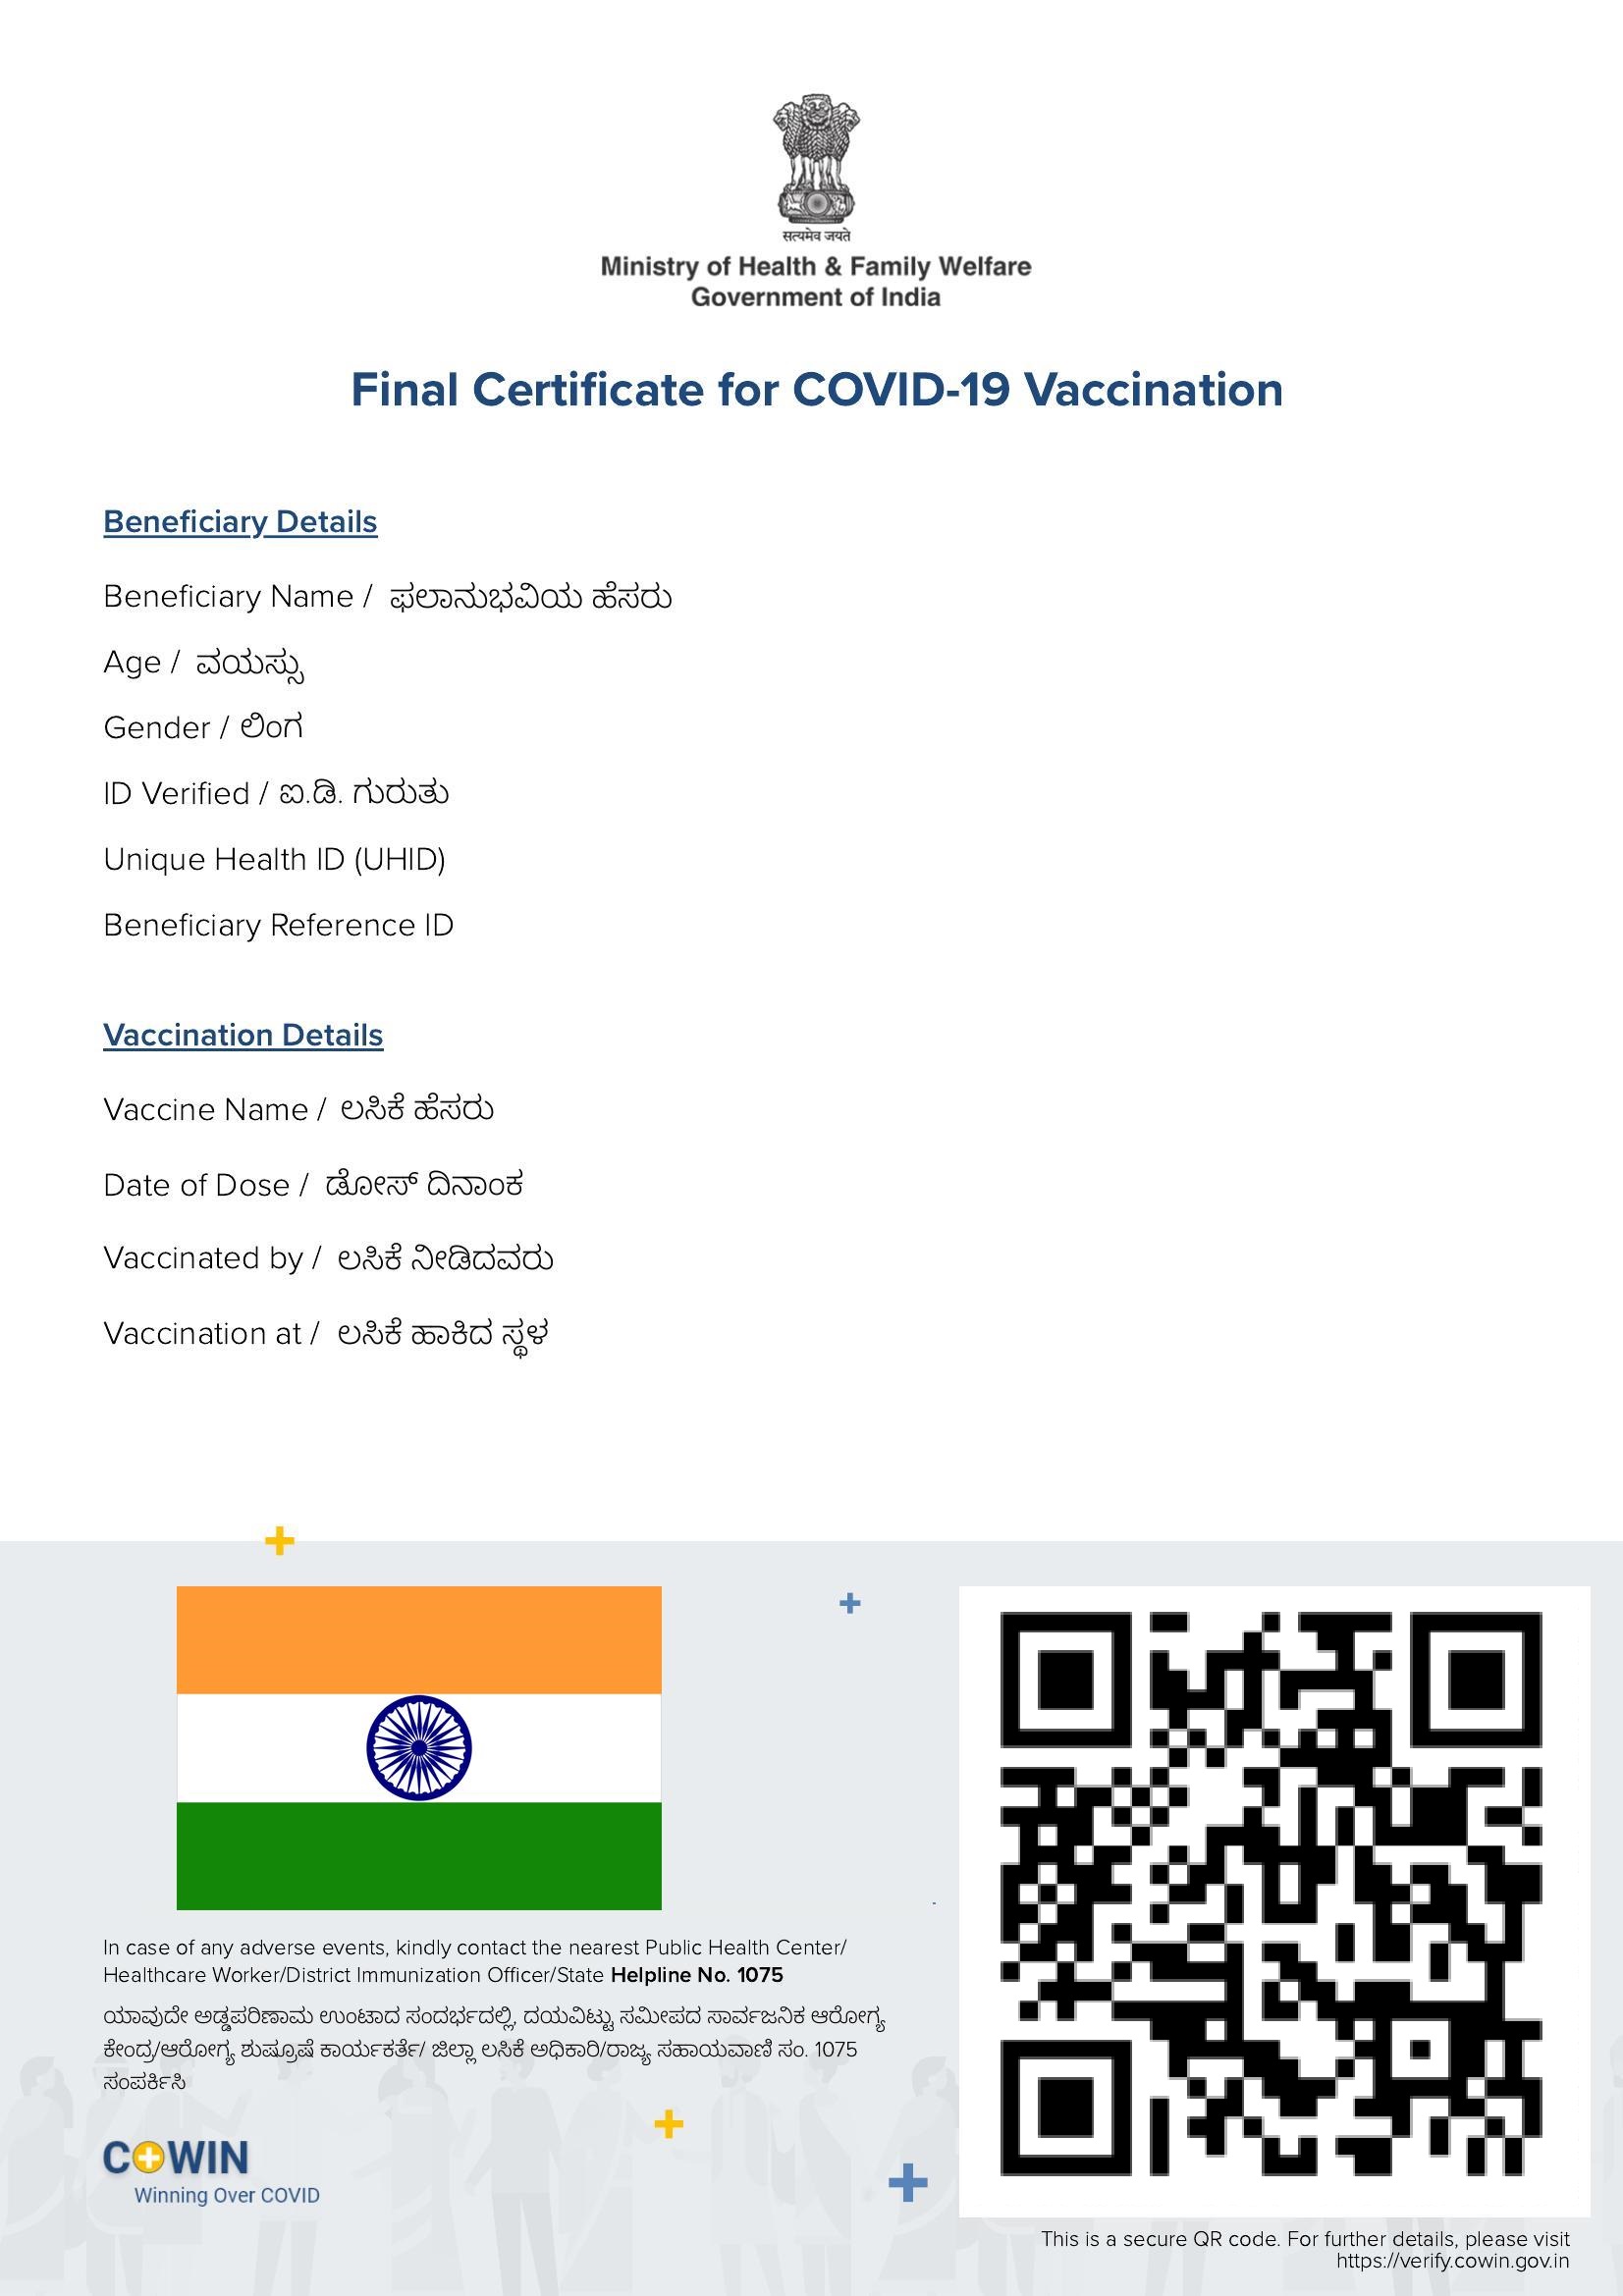 सत्यमेव जयते
Ministry of Health & Family Welfare
Government of India
Final Certificate for COVID-19 Vaccination
Beneficiary Details
Beneficiary Name / ಫಲಾನುಭವಿಯ ಹೆಸರು
Age / ವಯಸ್ಸು
Gender / ಲಿಂಗ
ID Verified / ಐ.ಡಿ. ಗುರುತು
Unique Health ID (UHID)
Beneficiary Reference ID
Vaccination Details
Vaccine Name / ಲಸಿಕೆ ಹೆಸರು
Date of Dose / ಡೋಸ್ ದಿನಾಂಕ
Vaccinated by / ಲಸಿಕೆ ನೀಡಿದವರು
Vaccination at / ಲಸಿಕೆ ಹಾಕಿದ ಸ್ಥಳ
In case of any adverse events, kindly contact the nearest Public Health Center/
Healthcare Worker/District Immunization Officer/State Helpline No. 1075
ಯಾವುದೇ ಅಡ್ಡಪರಿಣಾಮ ಉಂಟಾದ ಸಂದರ್ಭದಲ್ಲಿ, ದಯವಿಟ್ಟು ಸಮೀಪದ ಸಾರ್ವಜನಿಕ ಆರೋಗ್ಯ
ಕೇಂದ್ರ/ಆರೋಗ್ಯ ಶುಷ್ರೂಷೆ ಕಾರ್ಯಕರ್ತೆ/ ಜಿಲ್ಲಾ ಲಸಿಕೆ ಅಧಿಕಾರಿ/ರಾಜ್ಯ ಸಹಾಯವಾಣಿ ಸಂ. 1075
ಸಂಪರ್ಕಿಸಿ
COWIN
Winning Over COVID
This is a secure QR code. For further details, please visit
https://verify.cowin.gov.in